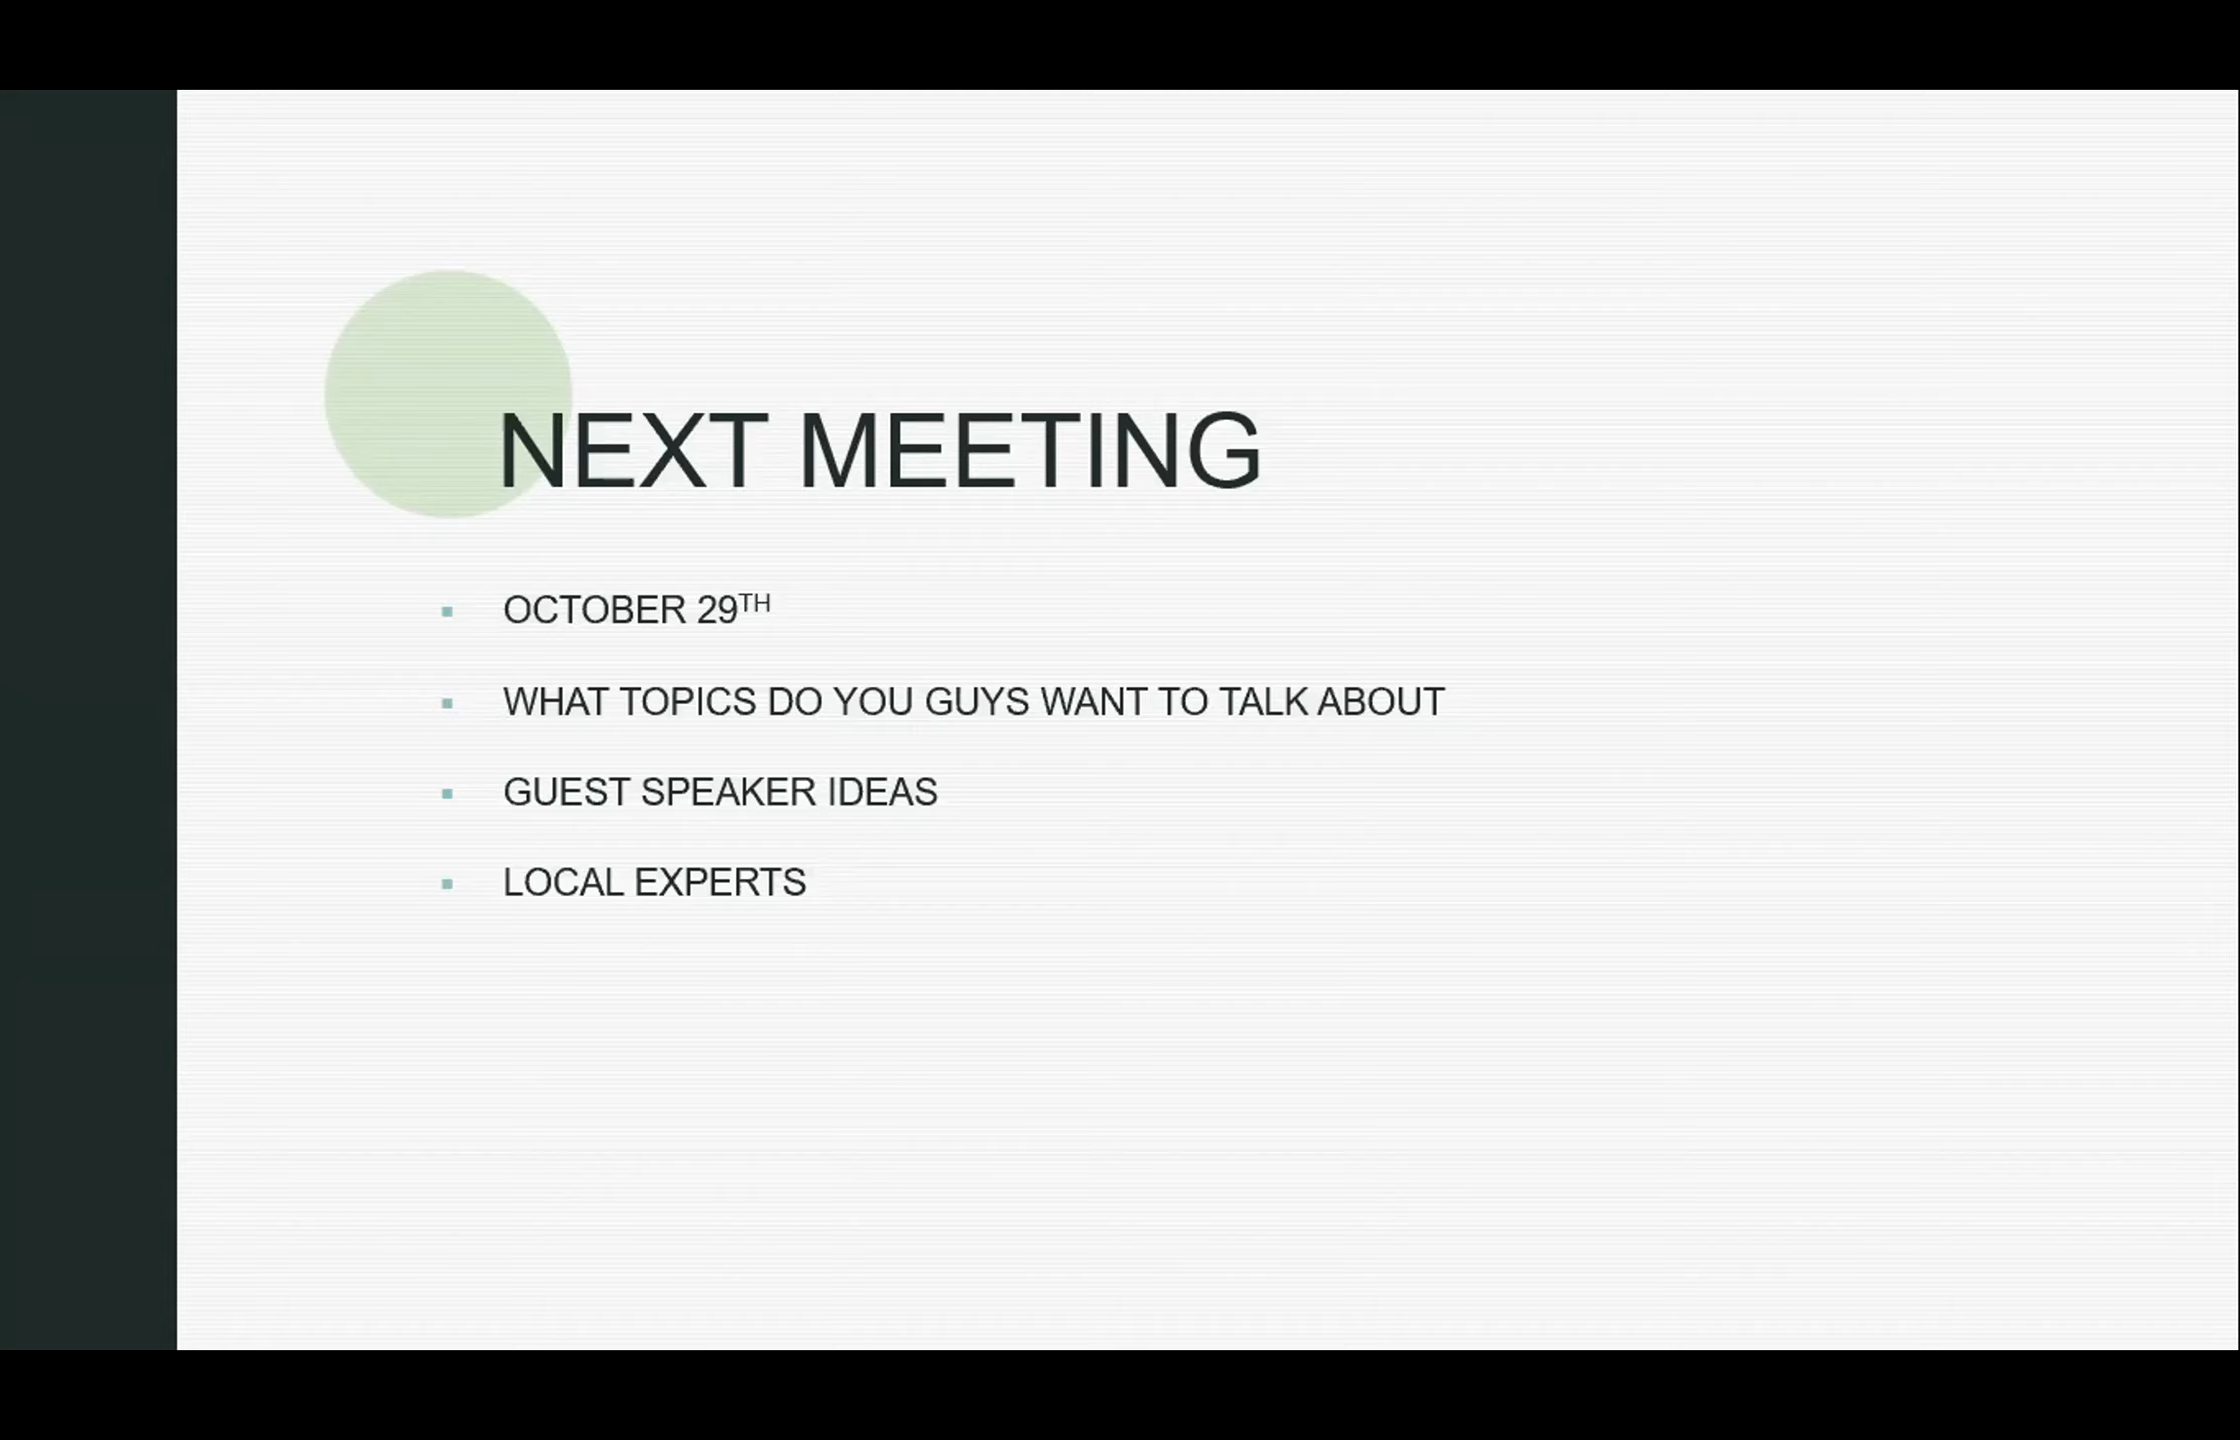 NEXT MEETING
OCTOBER 29TH
WHAT TOPICS DO YOU GUYS WANT TO TALK ABOUT
GUEST SPEAKER IDEAS
LOCAL EXPERTS